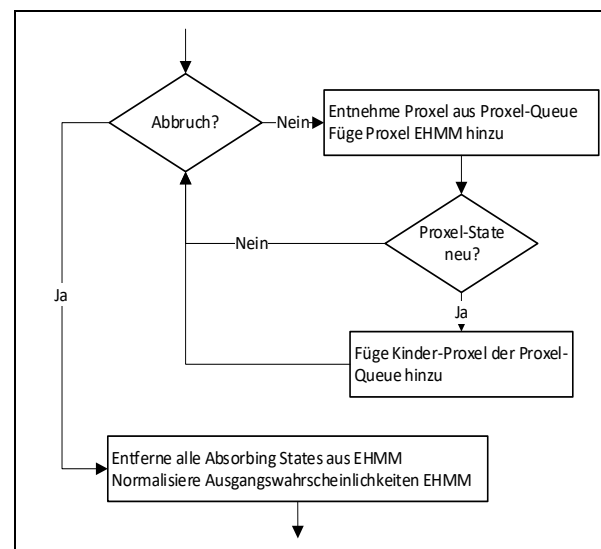 Abbruch?
Nein
Entnehme Proxel aus Proxel-Queue
Füge Proxel EHMM hinzu
Proxel-State
neu?
Nein
Ja
Ja
Füge Kinder-Proxel der Proxel-
Queue hinzu
Entferne alle Absorbing States aus EHMM
Normalisiere Ausgangswahrscheinlichkeiten EHMM